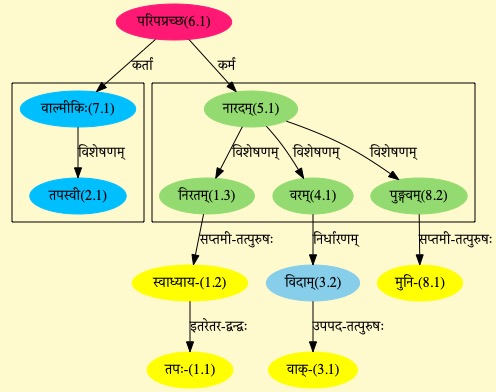 परिपप्रच्छ(6.1)
कर्ता कर्म
वाल्मीकिः(7.1) नारदम्(5.1)
विशेषणम् विशेषणम् विशेषणम् विशेषणम्
तपस्वी(2.1) निरतम्(1.3) वरम्(4.1) पुङ्गवम्(8.2)
सप्तमी-तत्पुरुषः निर्धारणम् सप्तमी-तत्पुरुषः
स्वाध्याय-(1.2) विदाम्(3.2) मुनि-(8.1)
इतरेतर-द्वन्द्वः उपपद-तत्पुरुषः
तपः-(1.1) वाक्-(3.1)